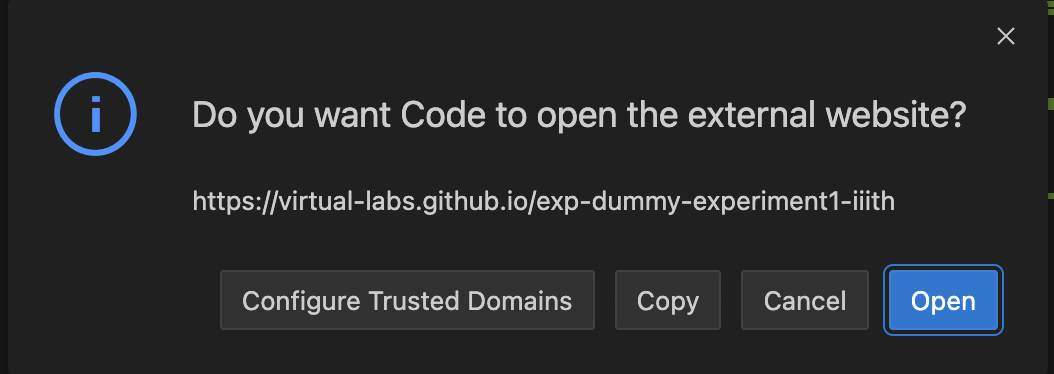 Do you want Code to open the external website?
https://virtual-labs.github.io/exp-dummy-experiment1-iiith
Configure Trusted Domains
Copy
Cancel
Open